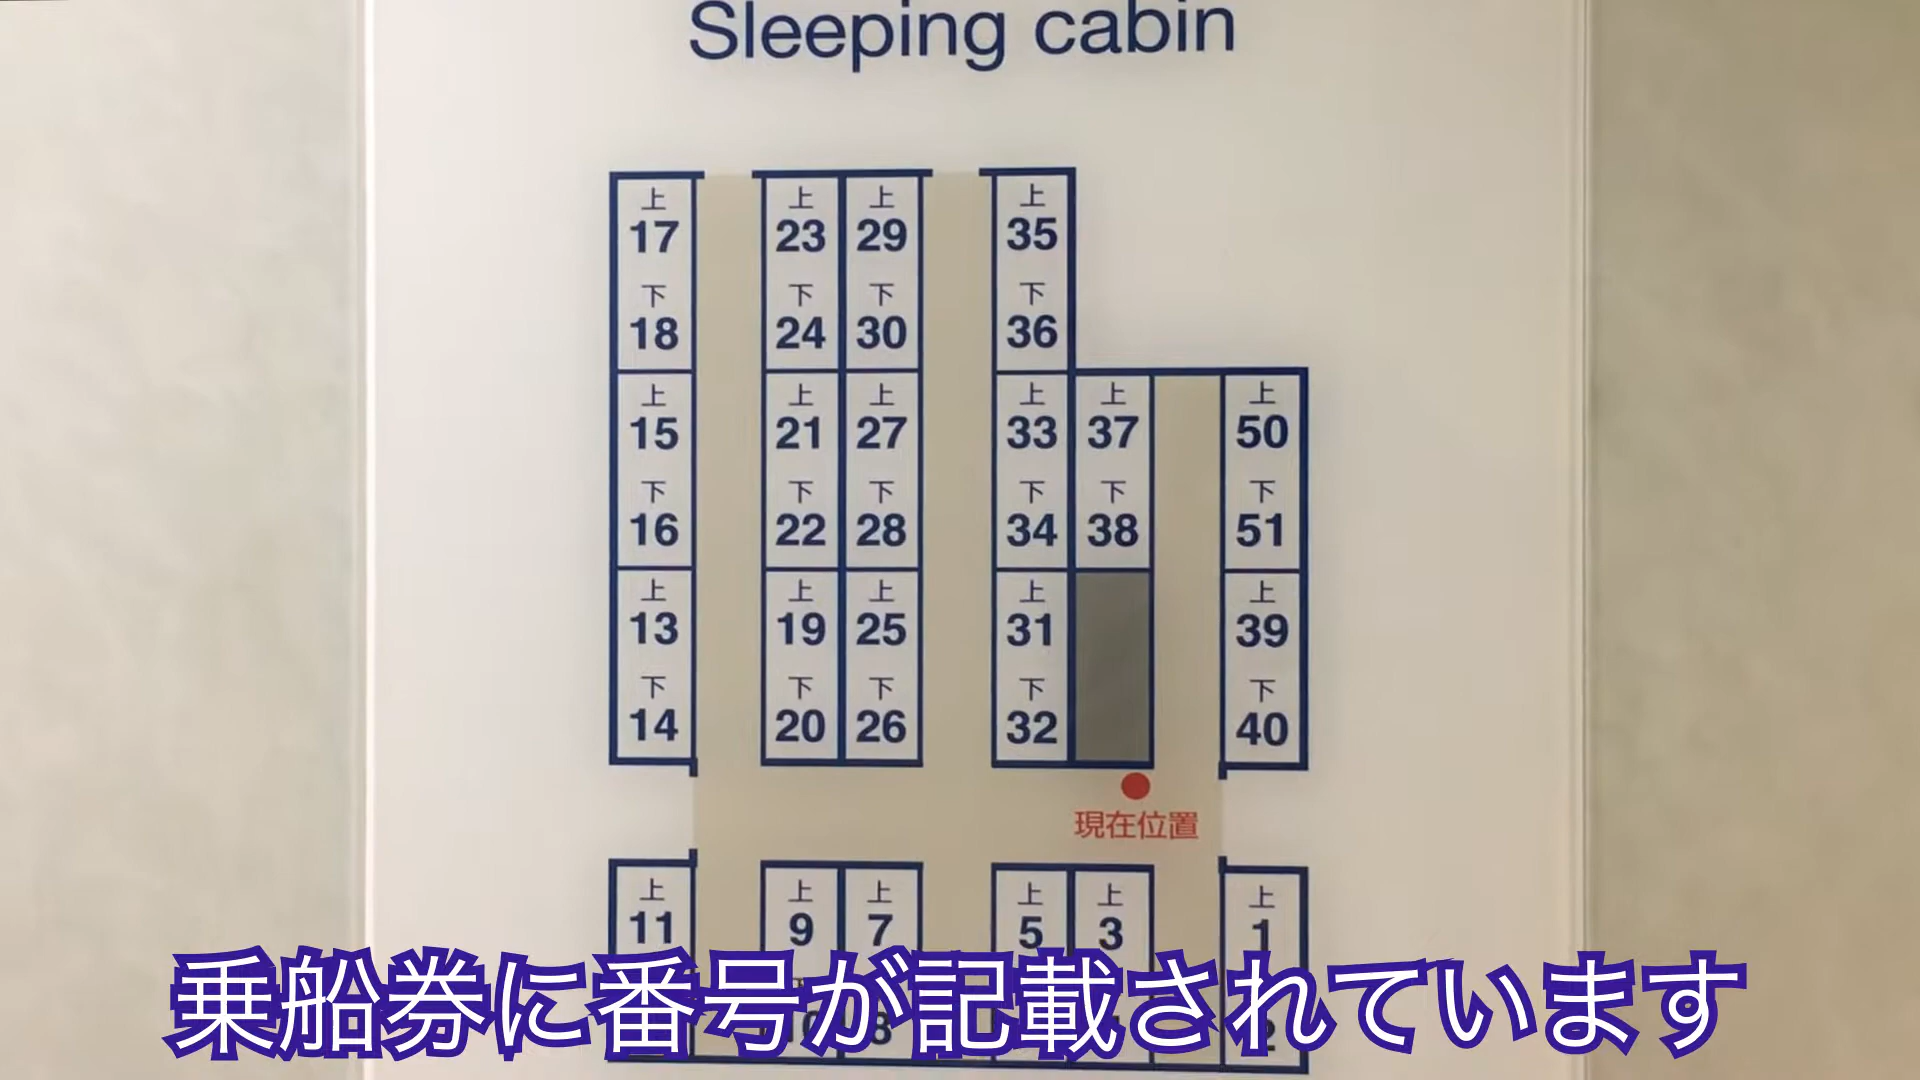 Sleeping cabin
上 上 上 上
17 23 29 35
下 下 下 下
18 24 30 36
上 上 上 上 上 上
15 21 27 33 37 50
下 下 下 下 下 下
16 22 28 34 38 51
上 上 上 上 上
13 19 25 31 39
下 下 下 下 下
14 20 26 32 40
現在位置
上 上 上 上 上 上
11 9 7 5 3 1
乗船券に番号が記載されています